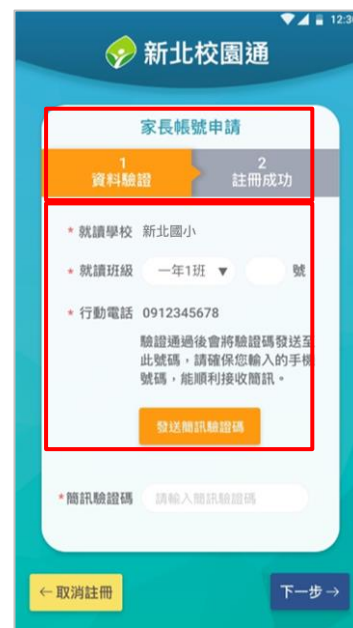 12:30
新北校園通
家長帳號申請
1
資料驗證
2
註冊成功
* 就讀學校 新北國小
* 就讀班級 一年1班 ▼ 號
* 行動電話 0912345678
驗證通過後會將驗證碼發送至
此號碼，請確保您輸入的手機
號碼，能順利接收簡訊。
發送簡訊驗證碼
*簡訊驗證碼 請輸入簡訊驗證碼
←取消註冊
下一步→